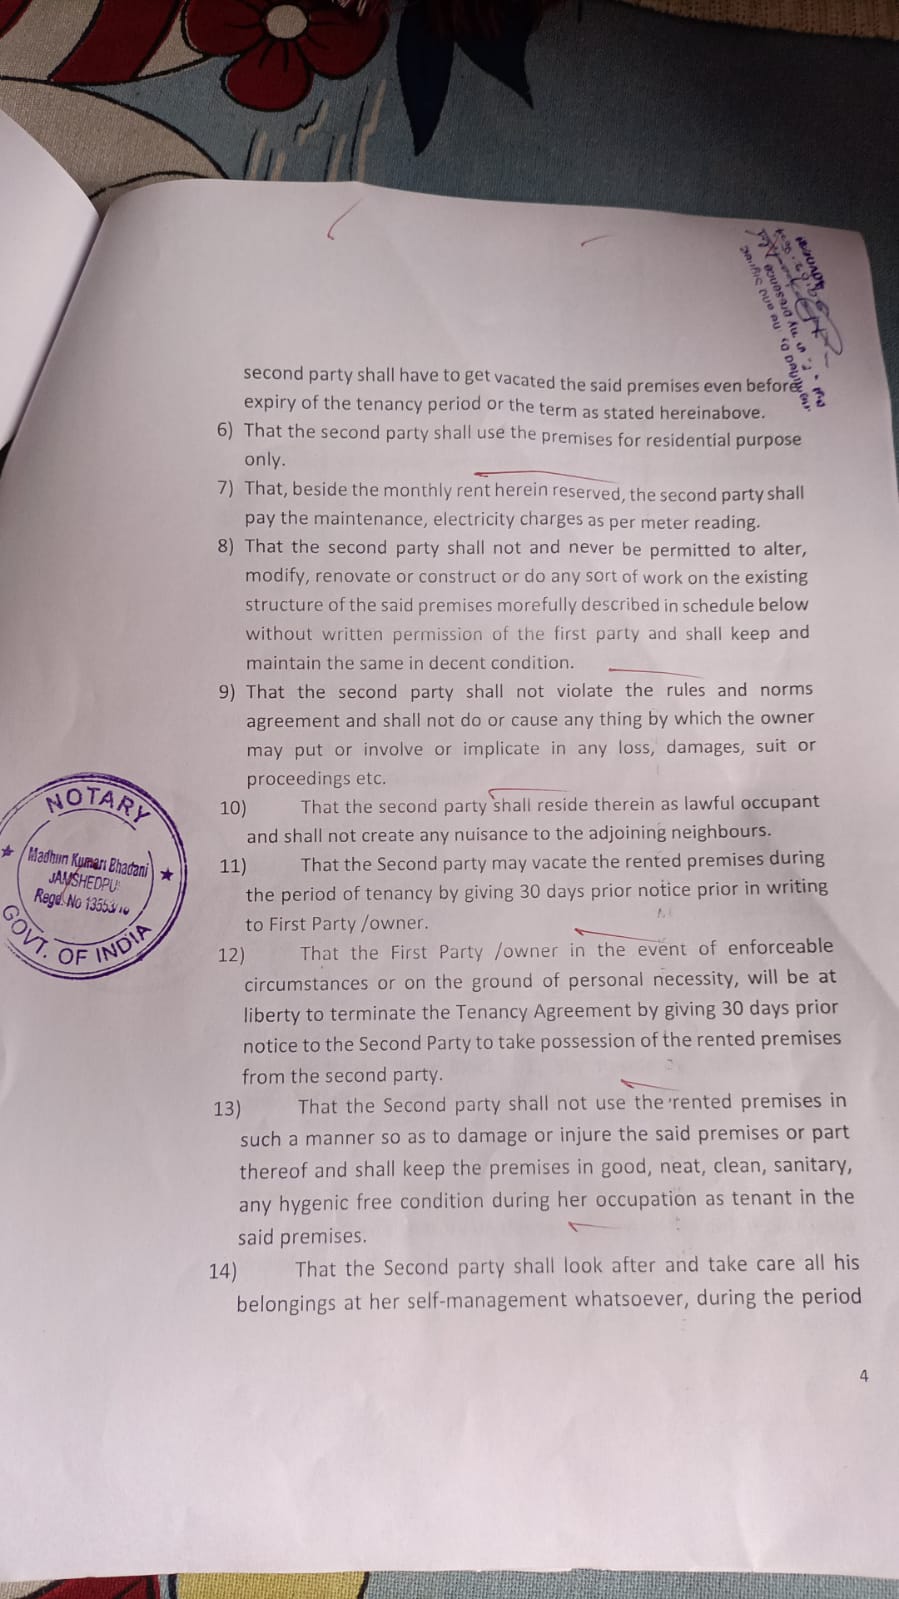 second party shall have to get vacated the said premises even before
expiry of the tenancy period or the term as stated hereinabove.
6) That the second party shall use the premises for residential purpose
only.
7) That, beside the monthly rent herein reserved, the second party shall
pay the maintenance, electricity charges as per meter reading.
8) That the second party shall not and never be permitted to alter,
modify, renovate or construct or do any sort of work on the existing
structure of the said premises morefully described in schedule below
without written permission of the first party and shall keep and
maintain the same in decent condition.
9) That the second party shall not violate the rules and norms
agreement and shall not do or cause any thing by which the owner
may put or involve or implicate in any loss, damages, suit or
proceedings etc.
10) That the second party shall reside therein as lawful occupant
and shall not create any nuisance to the adjoining neighbours.
11) That the Second party may vacate the rented premises during
the period of tenancy by giving 30 days prior notice prior in writing
to First Party /owner.
12) That the First Party /owner in the event of enforceable
circumstances or on the ground of personal necessity, will be at
liberty to terminate the Tenancy Agreement by giving 30 days prior
notice to the Second Party to take possession of the rented premises
from the second party.
13) That the Second party shall not use the rented premises in
such a manner so as to damage or injure the said premises or part
thereof and shall keep the premises in good, neat, clean, sanitary,
any hygenic free condition during her occupation as tenant in the
said premises.
14) That the Second party shall look after and take care all his
belongings at her self-management whatsoever, during the period
4
NOTARY
Kumari Bhadani
Regd. No
GOVT. OF INDIA